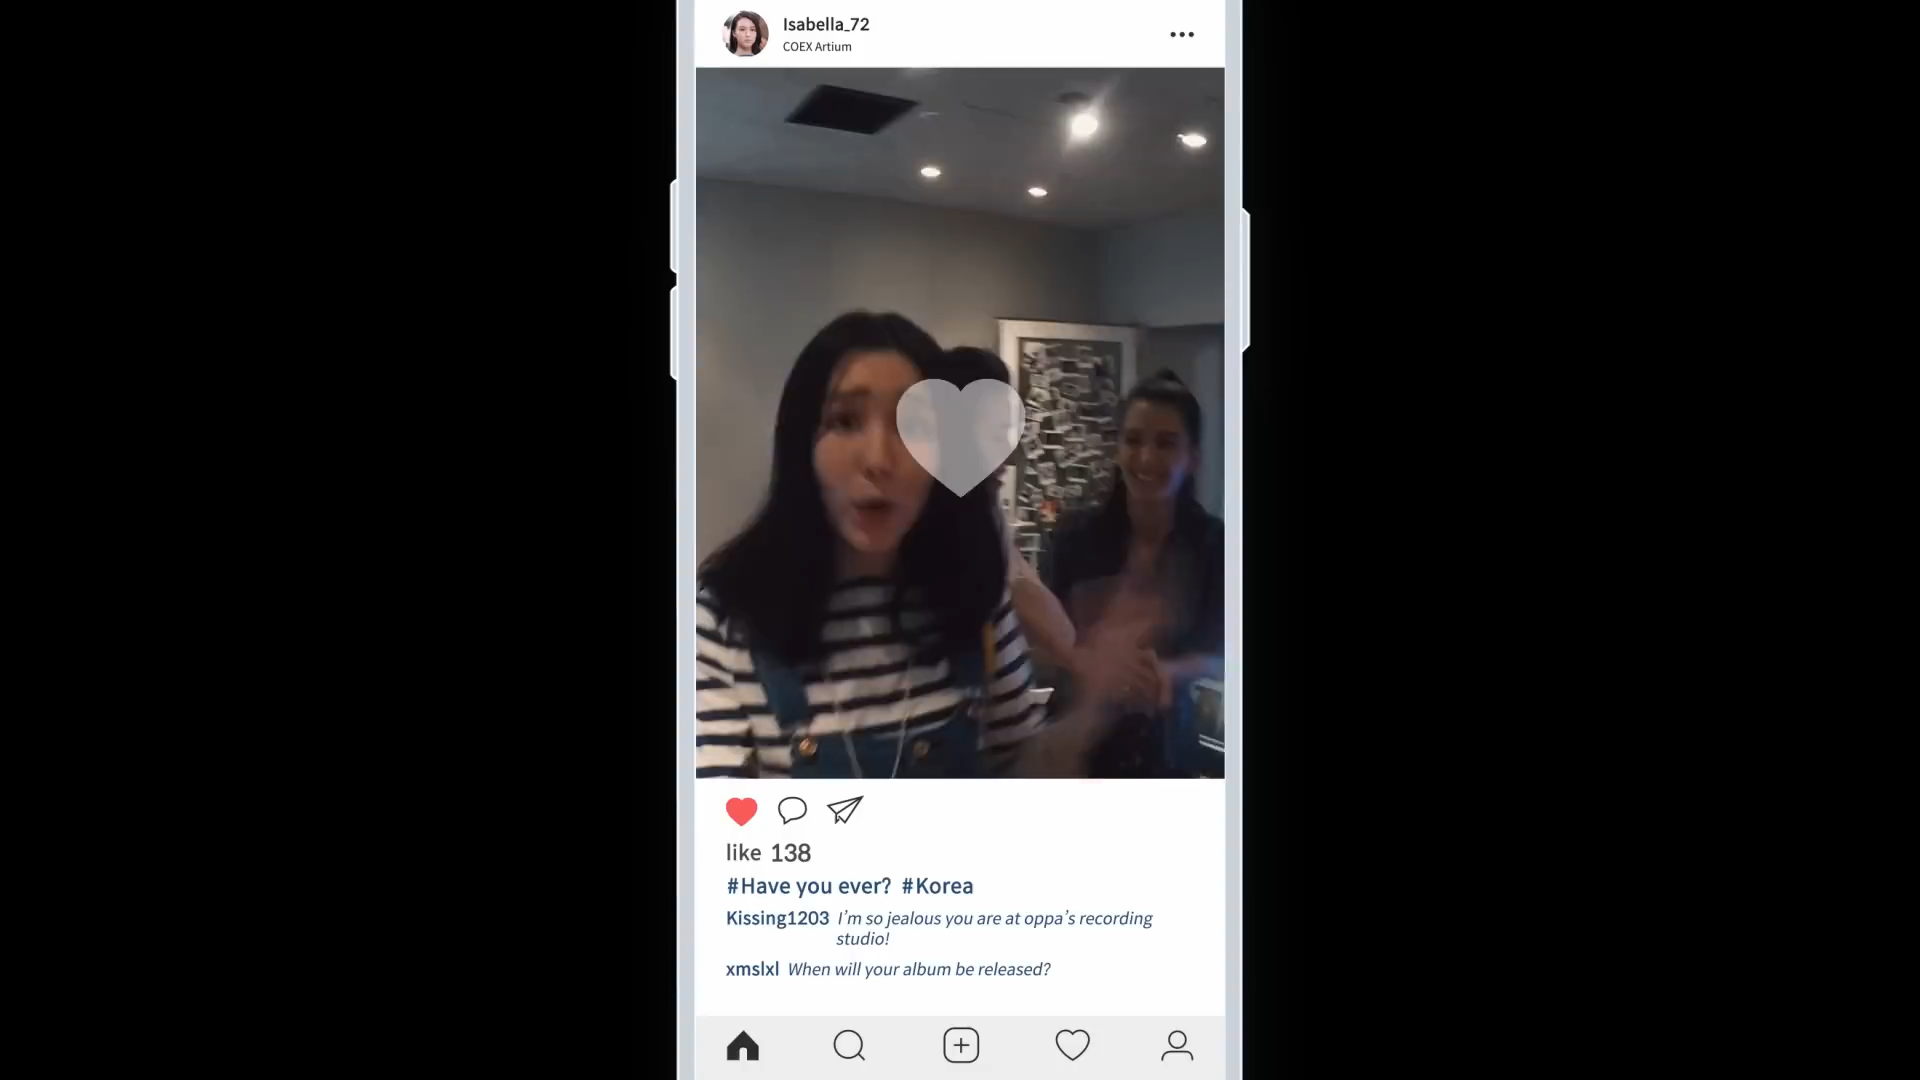 Isabella_72
COEX Artium
like 138
#Have you ever? #Korea
Kissing1203 I'm so jealous you are at oppa's recording
studio!
xmslxl When will your album be released?